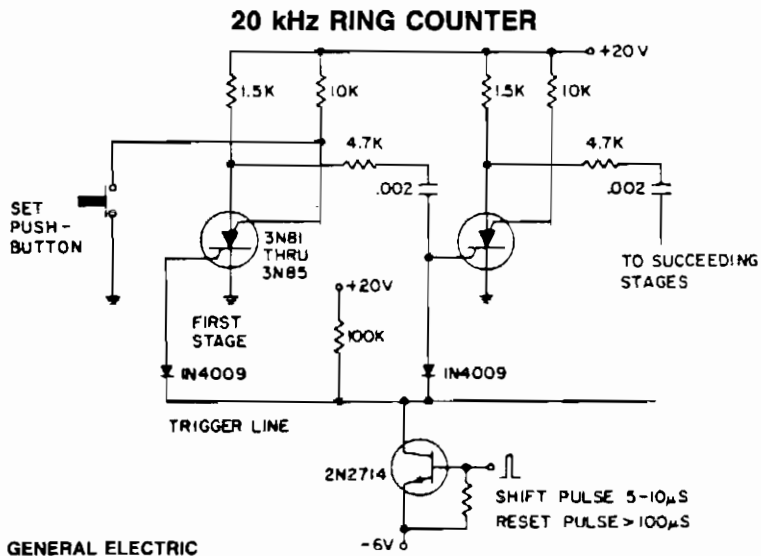 20 kHz RING COUNTER
+20V
1.5K
10K
1.5K
10K
4.7K
4.7K
.002
.002
SET
PUSH-
BUTTON
3N81
THRU
3N85
TO SUCCEEDING
STAGES
+20V
FIRST
STAGE
100K
1N4009
1N4009
TRIGGER LINE
2N2714
SHIFT PULSE 5-10μS
RESET PULSE > 100μS
-6V
GENERAL ELECTRIC